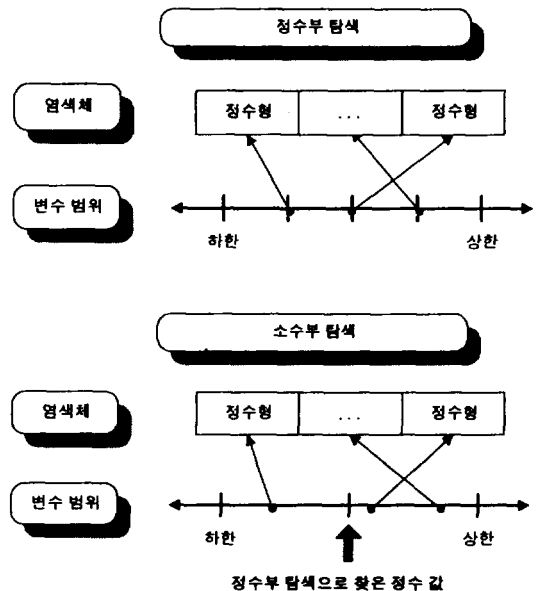 정수부 탐색
염색체
정수형 ... 정수형
변수 범위
하한 상한
소수부 탐색
염색체
정수형 ... 정수형
변수 범위
하한 상한
정수부 탐색으로 찾은 정수 값